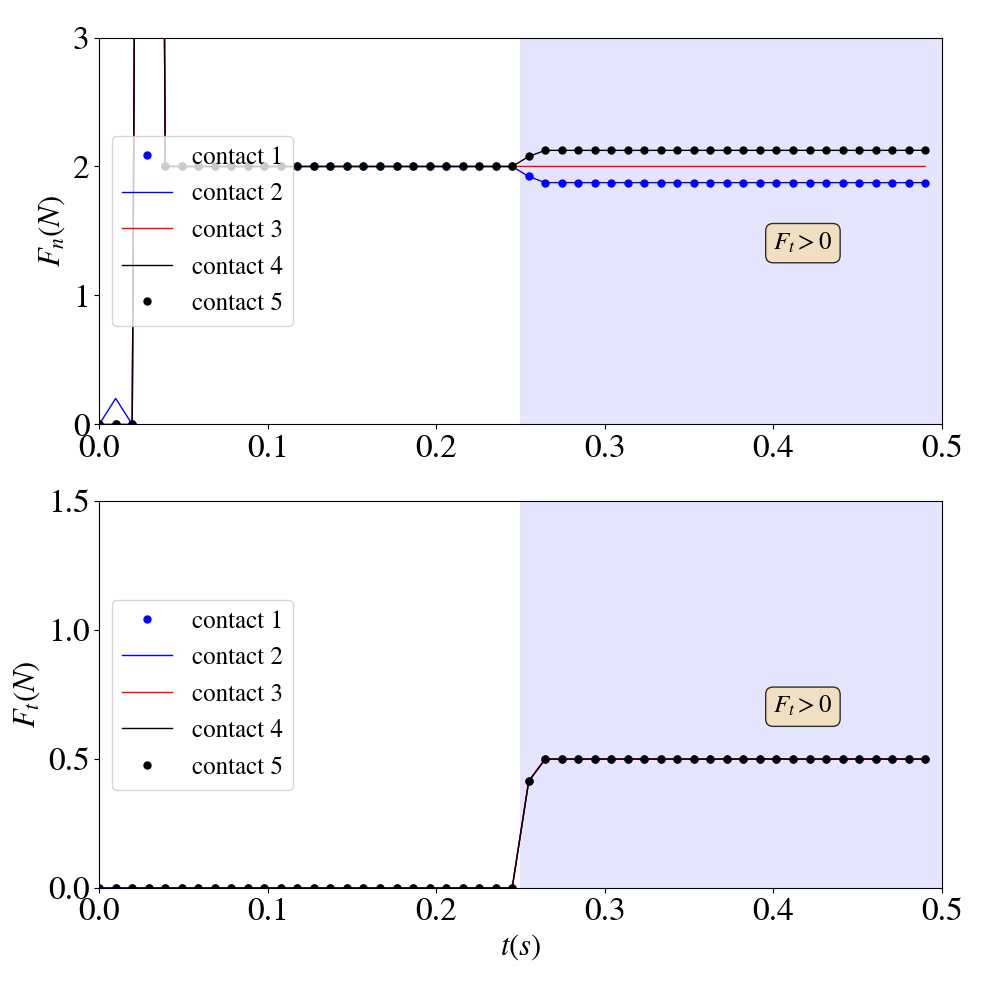 3
2
1
0
F_n(N)
contact 1
contact 2
contact 3
contact 4
contact 5
F_t > 0
0.0 0.1 0.2 0.3 0.4 0.5
1.5
1.0
0.5
0.0
F_t(N)
contact 1
contact 2
contact 3
contact 4
contact 5
F_t > 0
0.0 0.1 0.2 0.3 0.4 0.5
t(s)